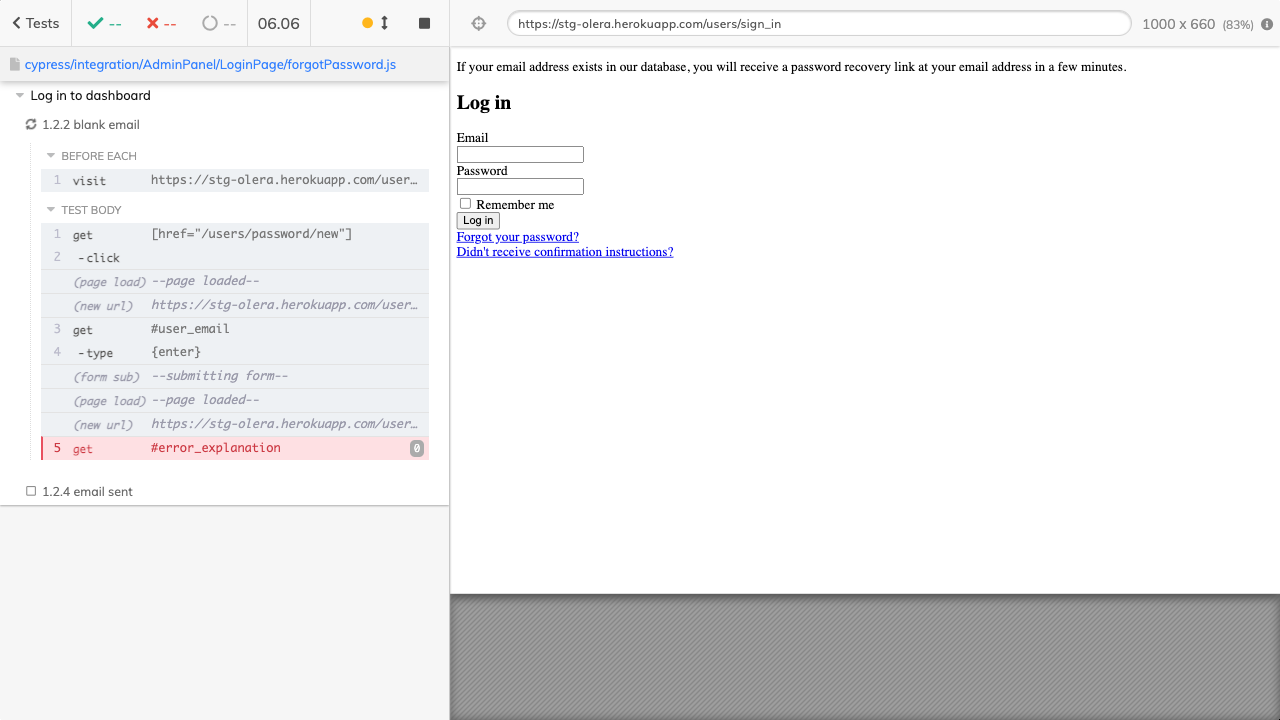 Tests
--
--
--
06.06
cypress/integration/AdminPanel/LoginPage/forgotPassword.js
Log in to dashboard
1.2.2 blank email
BEFORE EACH
1 visit https://stg-olera.herokuapp.com/user…
TEST BODY
1 get [href="/users/password/new"]
2 -click
(page load) --page loaded--
(new url) https://stg-olera.herokuapp.com/user…
3 get #user_email
4 -type {enter}
(form sub) --submitting form--
(page load) --page loaded--
(new url) https://stg-olera.herokuapp.com/user…
5 get #error_explanation 0
1.2.4 email sent
https://stg-olera.herokuapp.com/users/sign_in
1000 x 660 (83%)
If your email address exists in our database, you will receive a password recovery link at your email address in a few minutes.
Log in
Email
Password
Remember me
Log in
Forgot your password?
Didn't receive confirmation instructions?